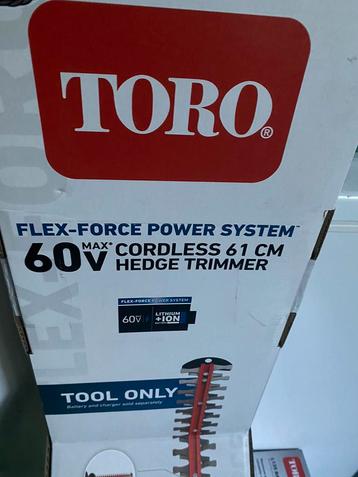 TORO®
FLEX-FORCE POWER SYSTEM™
60V MAX* CORDLESS 61 CM
HEDGE TRIMMER
FLEX-FORCE POWER SYSTEM
60V LITHIUM
+ION
TOOL ONLY
Battery and charger sold separately